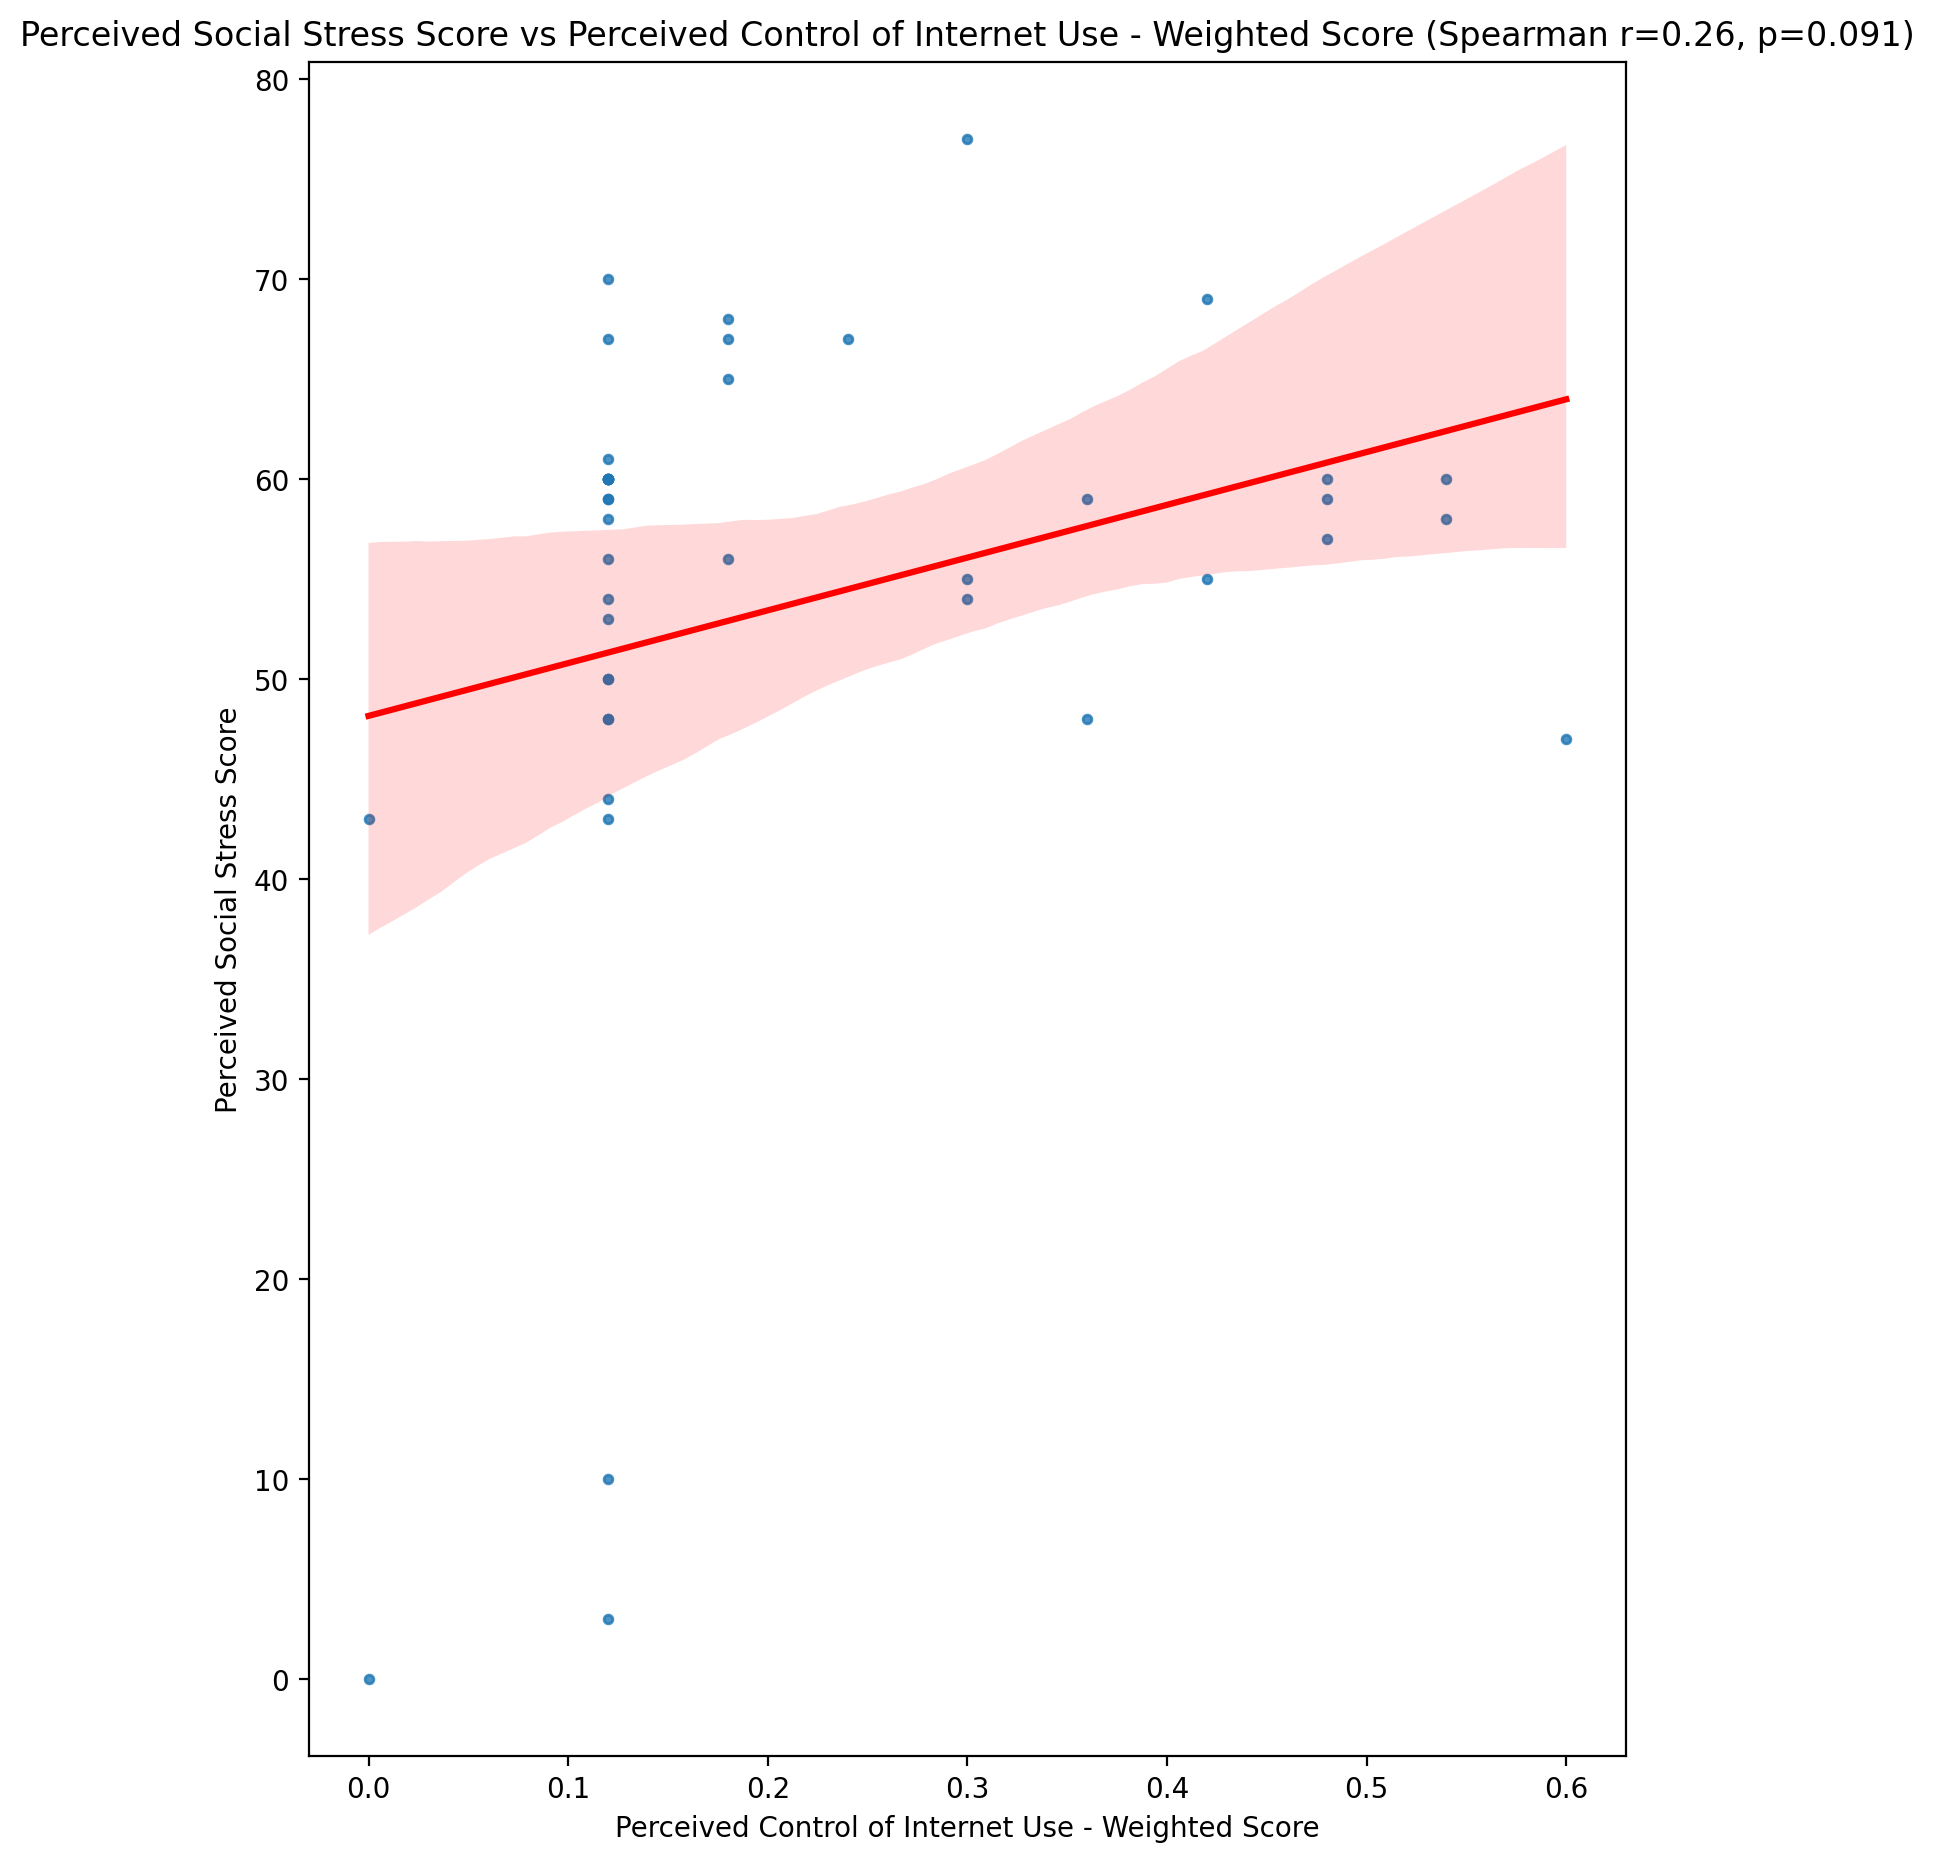 Perceived Social Stress Score vs Perceived Control of Internet Use - Weighted Score (Spearman r=0.26, p=0.091)
80
70
60
50
40
30
20
10
0
Perceived Social Stress Score
0.0 0.1 0.2 0.3 0.4 0.5 0.6
Perceived Control of Internet Use - Weighted Score